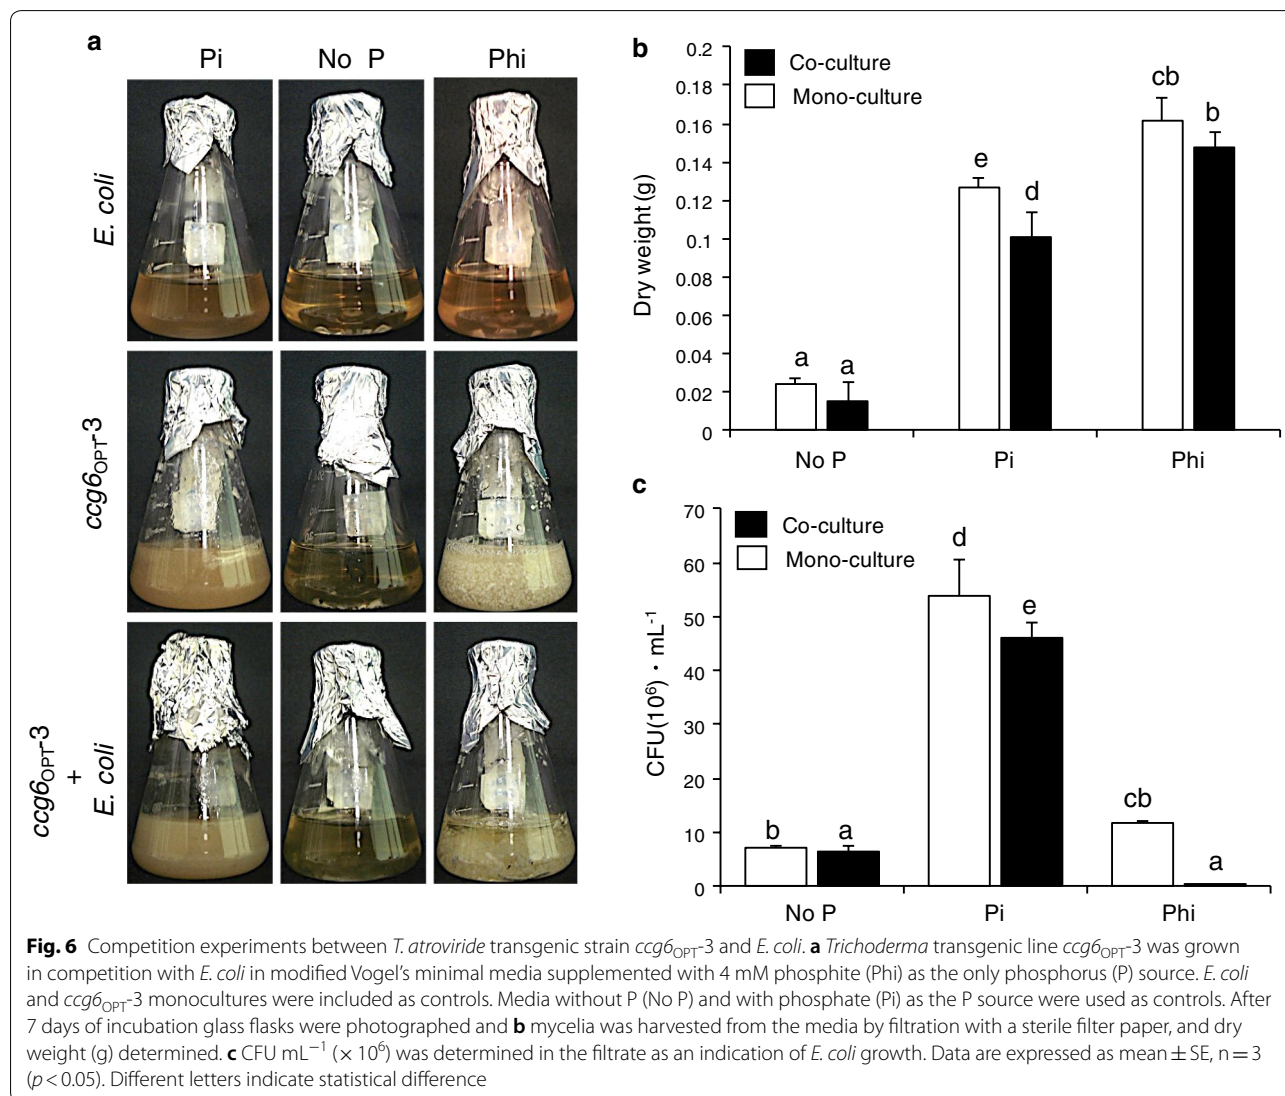 a
Pi No P Phi
E. coli
ccg6OPT-3
ccg6OPT-3
+
E. coli
b
Co-culture
Mono-culture
Dry weight (g)
0.2
0.18
0.16
0.14
0.12
0.1
0.08
0.06
0.04
0.02
0
a a e d cb b
No P Pi Phi
c
Co-culture
Mono-culture
CFU(10⁶) · mL⁻¹
70
60
50
40
30
20
10
0
b a d e cb a
No P Pi Phi
Fig. 6 Competition experiments between T. atroviride transgenic strain ccg6OPT-3 and E. coli. a Trichoderma transgenic line ccg6OPT-3 was grown
in competition with E. coli in modified Vogel's minimal media supplemented with 4 mM phosphite (Phi) as the only phosphorus (P) source. E. coli
and ccg6OPT-3 monocultures were included as controls. Media without P (No P) and with phosphate (Pi) as the P source were used as controls. After
7 days of incubation glass flasks were photographed and b mycelia was harvested from the media by filtration with a sterile filter paper, and dry
weight (g) determined. c CFU mL⁻¹ (× 10⁶) was determined in the filtrate as an indication of E. coli growth. Data are expressed as mean ± SE, n = 3
(p < 0.05). Different letters indicate statistical difference